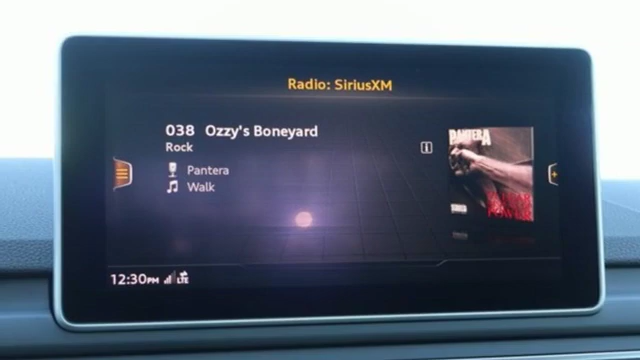 Radio: SiriusXM
038 Ozzy's Boneyard
Rock
Pantera
Walk
PANTERA
12:30PM LTE